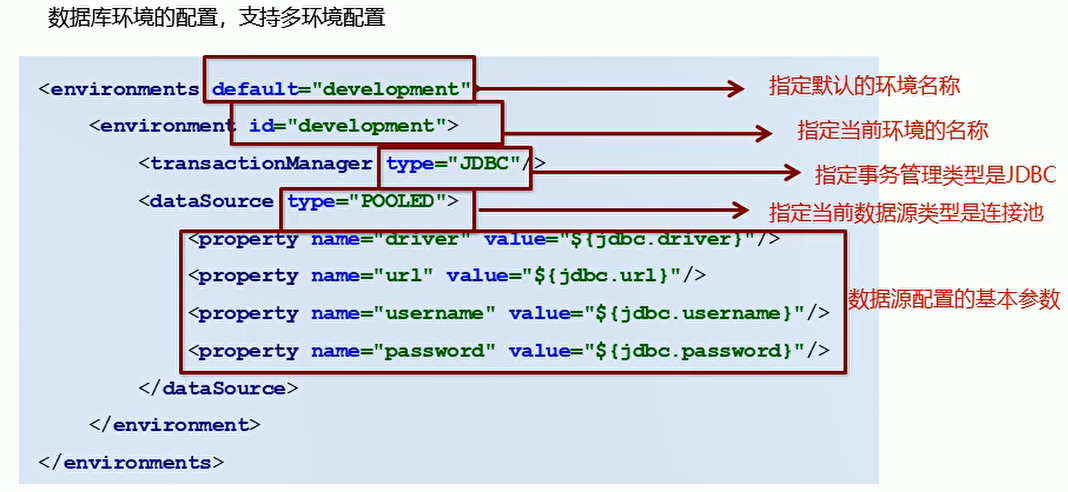 数据库环境的配置，支持多环境配置
<environments default="development"
指定默认的环境名称
<environment id="development">
指定当前环境的名称
<transactionManager type="JDBC"/>
指定事务管理类型是JDBC
<dataSource type="POOLED">
指定当前数据源类型是连接池
<property name="driver" value="${jdbc.driver}"/>
<property name="url" value="${jdbc.url}"/>
<property name="username" value="${jdbc.username}"/>
数据源配置的基本参数
<property name="password" value="${jdbc.password}"/>
</dataSource>
</environment>
</environments>